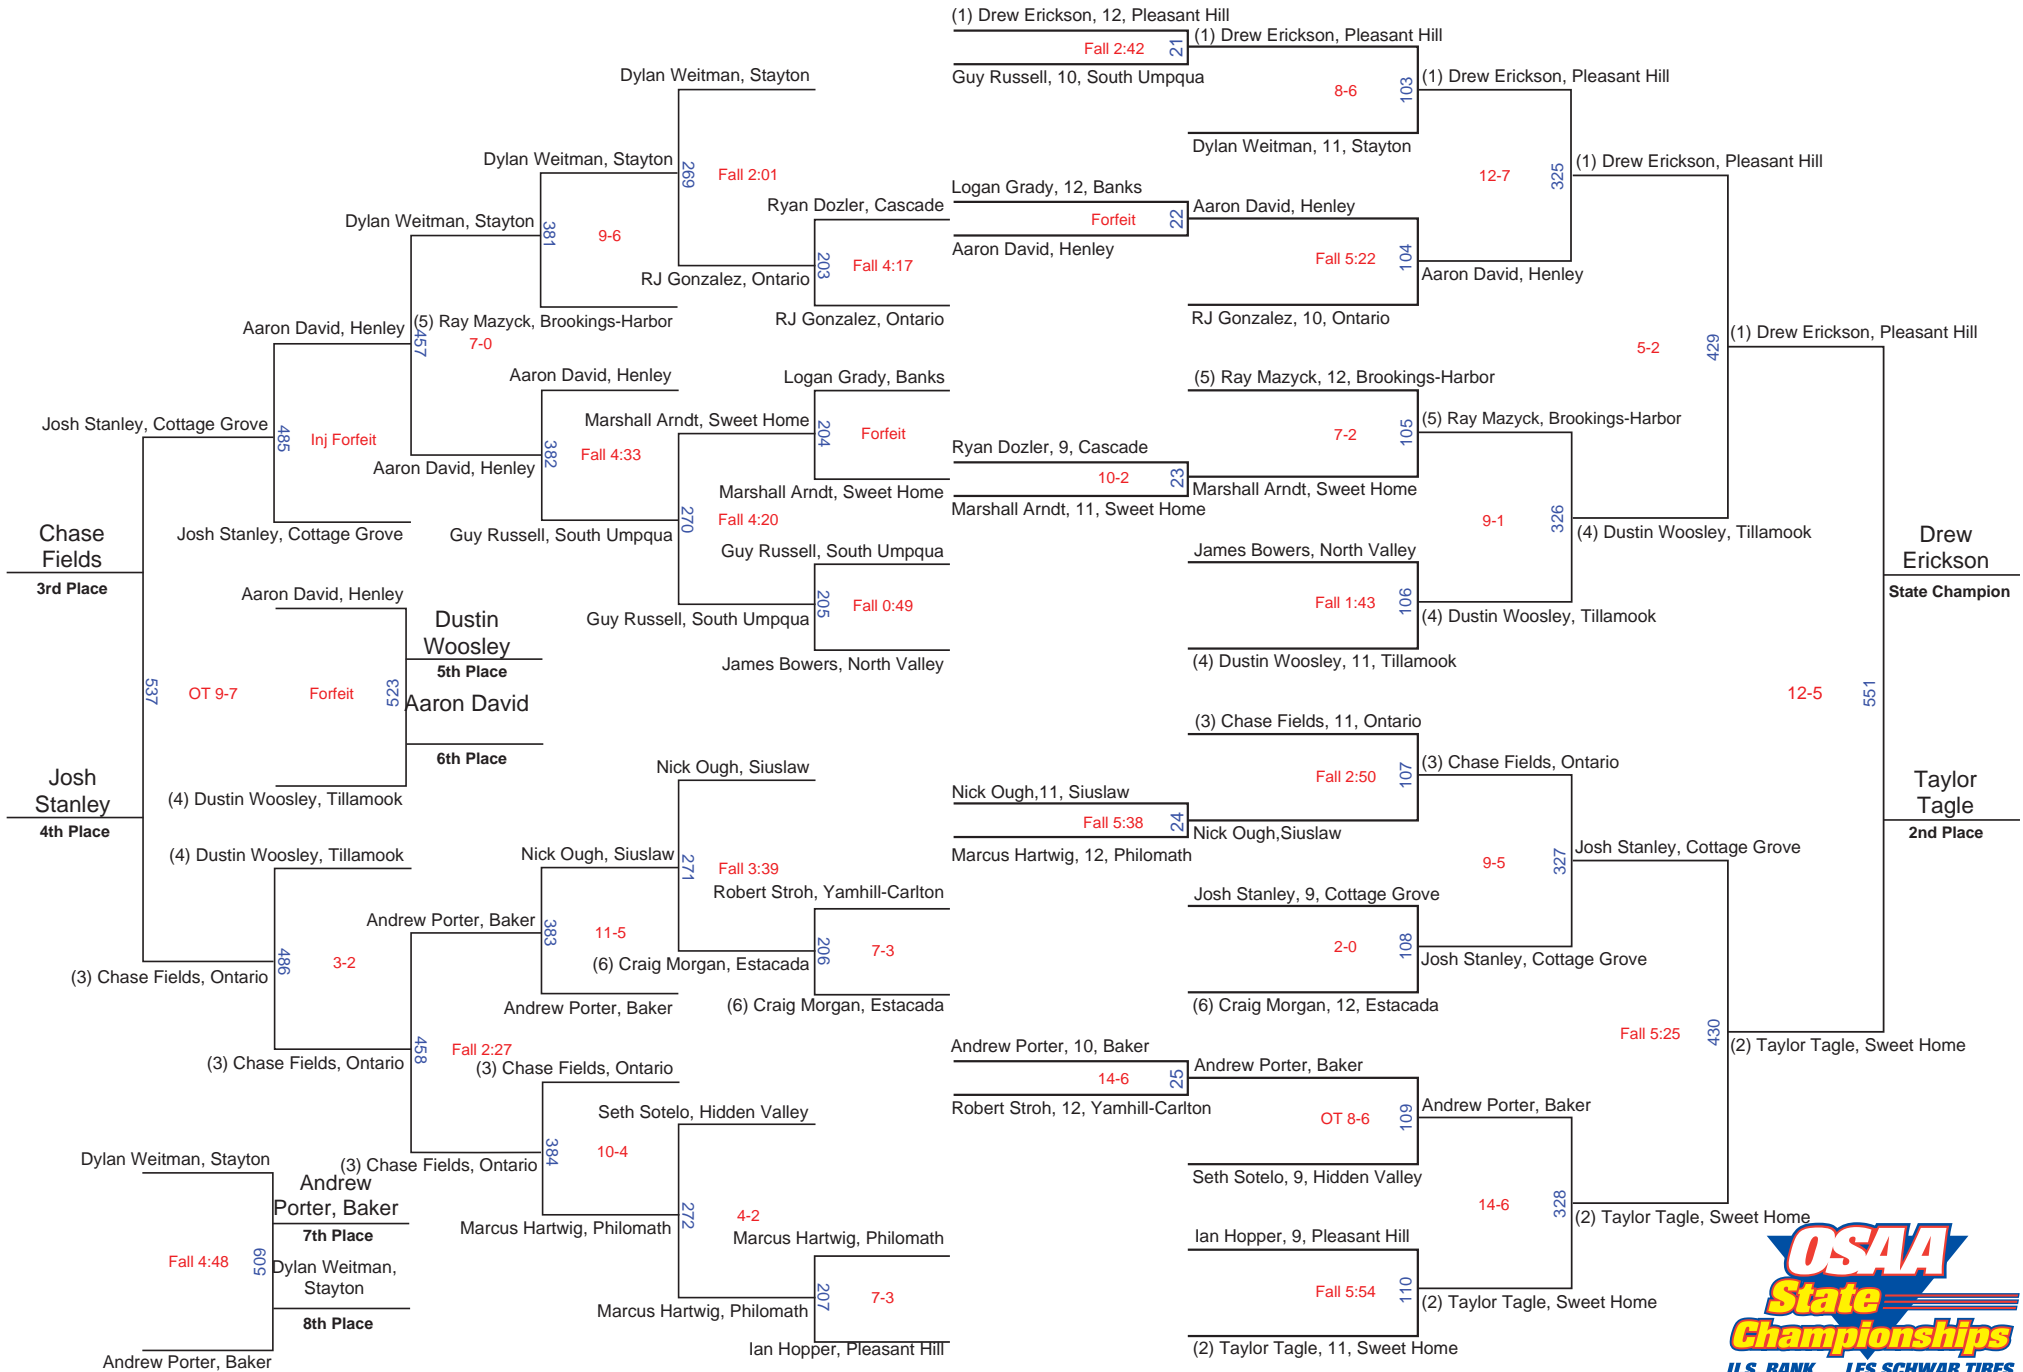 (1) Drew Erickson, 12, Pleasant Hill
Fall 2:42
21
Guy Russell, 10, South Umpqua
(1) Drew Erickson, Pleasant Hill
8-6
103
Dylan Weitman, 11, Stayton
(1) Drew Erickson, Pleasant Hill
12-7
325
Logan Grady, 12, Banks
Forfeit
22
Aaron David, Henley
Aaron David, Henley
Fall 5:22
104
RJ Gonzalez, 10, Ontario
Aaron David, Henley
(1) Drew Erickson, Pleasant Hill
5-2
429
(5) Ray Mazyck, 12, Brookings-Harbor
7-2
105
Ryan Dozler, 9, Cascade
10-2
23
Marshall Arndt, 11, Sweet Home
Marshall Arndt, Sweet Home
(5) Ray Mazyck, Brookings-Harbor
9-1
326
James Bowers, North Valley
Fall 1:43
106
(4) Dustin Woosley, 11, Tillamook
(4) Dustin Woosley, Tillamook
(4) Dustin Woosley, Tillamook
(1) Drew Erickson, Pleasant Hill
12-5
551
Drew
Erickson
State Champion
Taylor
Tagle
2nd Place
(3) Chase Fields, 11, Ontario
Fall 2:50
107
Nick Ough,11, Siuslaw
Fall 5:38
24
Marcus Hartwig, 12, Philomath
Nick Ough,Siuslaw
(3) Chase Fields, Ontario
9-5
327
Josh Stanley, 9, Cottage Grove
2-0
108
(6) Craig Morgan, 12, Estacada
Josh Stanley, Cottage Grove
Josh Stanley, Cottage Grove
Fall 5:25
430
(2) Taylor Tagle, Sweet Home
Andrew Porter, 10, Baker
14-6
25
Robert Stroh, 12, Yamhill-Carlton
Andrew Porter, Baker
OT 8-6
109
Seth Sotelo, 9, Hidden Valley
Andrew Porter, Baker
14-6
328
(2) Taylor Tagle, Sweet Home
Ian Hopper, 9, Pleasant Hill
Fall 5:54
110
(2) Taylor Tagle, 11, Sweet Home
(2) Taylor Tagle, Sweet Home
Dylan Weitman, Stayton
269
Fall 2:01
Ryan Dozler, Cascade
203
Fall 4:17
RJ Gonzalez, Ontario
RJ Gonzalez, Ontario
Dylan Weitman, Stayton
381
9-6
(5) Ray Mazyck, Brookings-Harbor
Dylan Weitman, Stayton
457
7-0
Aaron David, Henley
382
Fall 4:33
Logan Grady, Banks
204
Forfeit
Marshall Arndt, Sweet Home
Marshall Arndt, Sweet Home
270
Fall 4:20
Guy Russell, South Umpqua
205
Fall 0:49
James Bowers, North Valley
Guy Russell, South Umpqua
Guy Russell, South Umpqua
Aaron David, Henley
Aaron David, Henley
485
Inj Forfeit
Josh Stanley, Cottage Grove
Josh Stanley, Cottage Grove
Chase
Fields
3rd Place
537
OT 9-7
Josh
Stanley
4th Place
Aaron David, Henley
Forfeit
523
(4) Dustin Woosley, Tillamook
Dustin
Woosley
5th Place
Aaron David
6th Place
(4) Dustin Woosley, Tillamook
486
3-2
(3) Chase Fields, Ontario
(3) Chase Fields, Ontario
Nick Ough, Siuslaw
271
Fall 3:39
Robert Stroh, Yamhill-Carlton
206
7-3
(6) Craig Morgan, Estacada
(6) Craig Morgan, Estacada
Nick Ough, Siuslaw
383
11-5
Andrew Porter, Baker
Andrew Porter, Baker
458
Fall 2:27
(3) Chase Fields, Ontario
384
10-4
Seth Sotelo, Hidden Valley
272
4-2
Marcus Hartwig, Philomath
207
7-3
Ian Hopper, Pleasant Hill
Marcus Hartwig, Philomath
Marcus Hartwig, Philomath
(3) Chase Fields, Ontario
Dylan Weitman, Stayton
Fall 4:48
509
Andrew Porter, Baker
Andrew
Porter, Baker
7th Place
Dylan Weitman,
Stayton
8th Place
OSAA
State
Championships
U.S. BANK LES SCHWAB TIRES